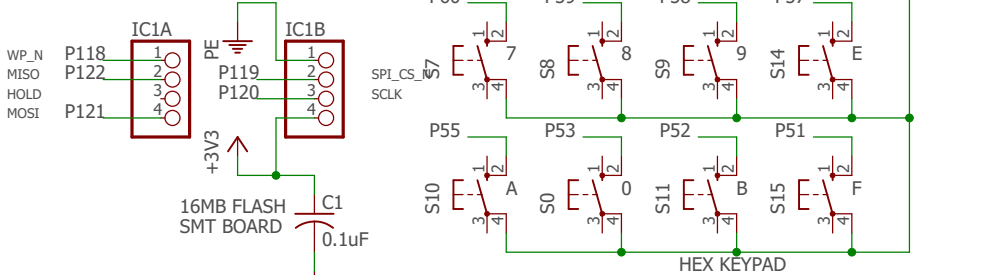 IC1A
IC1B
WP_N P118 1
MISO P122 2
HOLD 3
MOSI P121 4
PE
1
P119 2 SPI_CS_N
P120 3 SCLK
4
+3V3
16MB FLASH
SMT BOARD
C1
0.1uF
S7 1 2 7 3 4
S8 1 2 8 3 4
S9 1 2 9 3 4
S14 1 2 E 3 4
P55 P53 P52 P51
S10 1 2 A 3 4
S0 1 2 0 3 4
S11 1 2 B 3 4
S15 1 2 F 3 4
HEX KEYPAD